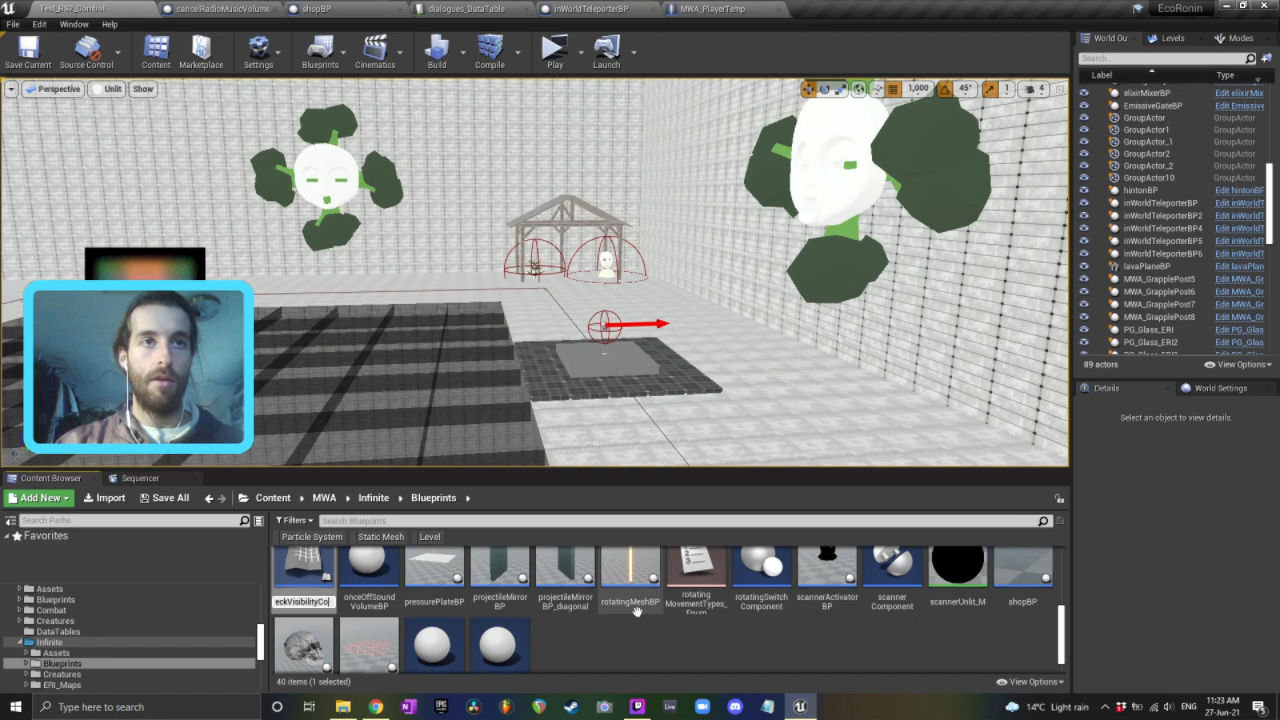 Test_RS2_Combat
cancelRadioMusicVolume
shopBP
dialogues_DataTable
inWorldTeleporterBP
MWA_PlayerTemp
EcoRonin
File
Edit
Window
Help
Save Current
Source Control
Content
Marketplace
Settings
Blueprints
Cinematics
Build
Compile
Play
Launch
World Ou
Levels
Modes
Search...
Label
Type
Perspective
Unlit
Show
1,000
45°
1
4
elixirMixerBP
Edit elixirMix
EmissiveGateBP
Edit Emissive
GroupActor
GroupActor
GroupActor1
GroupActor
GroupActor_1
GroupActor
GroupActor2
GroupActor
GroupActor_2
GroupActor
GroupActor10
GroupActor
hintonBP
Edit hintonBP
inWorldTeleporterBP
Edit inWorldT
inWorldTeleporterBP2
Edit inWorldT
inWorldTeleporterBP4
Edit inWorldT
inWorldTeleporterBP5
Edit inWorldT
inWorldTeleporterBP6
Edit inWorldT
lavaPlaneBP
Edit lavaPlan
MWA_GrapplePost5
Edit MWA_Gr
MWA_GrapplePost6
Edit MWA_Gr
MWA_GrapplePost7
Edit MWA_Gr
MWA_GrapplePost8
Edit MWA_Gr
PG_Glass_ERI
Edit PG_Glas
PG_Glass_ERI2
Edit PG_Glas
89 actors
View Options
Details
World Settings
Select an object to view details.
Content Browser
Sequencer
Add New
Import
Save All
Content
MWA
Infinite
Blueprints
Search Paths
Filters
Search Blueprints
Favorites
Particle System
Static Mesh
Level
Assets
Blueprints
Combat
Creatures
DataTables
Infinite
Assets
Blueprints
Creatures
ERI_Maps
eckVisibilityCo
onceOffSound
VolumeBP
pressurePlateBP
projectileMirror
BP
projectileMirror
BP_diagonal
rotatingMeshBP
rotating
MovementTypes_
Enum
rotatingSwitch
Component
scannerActivator
BP
scanner
Component
scannerUnlit_M
shopBP
40 items (1 selected)
View Options
Type here to search
14°C Light rain
ENG
11:23 AM
27-Jun-21